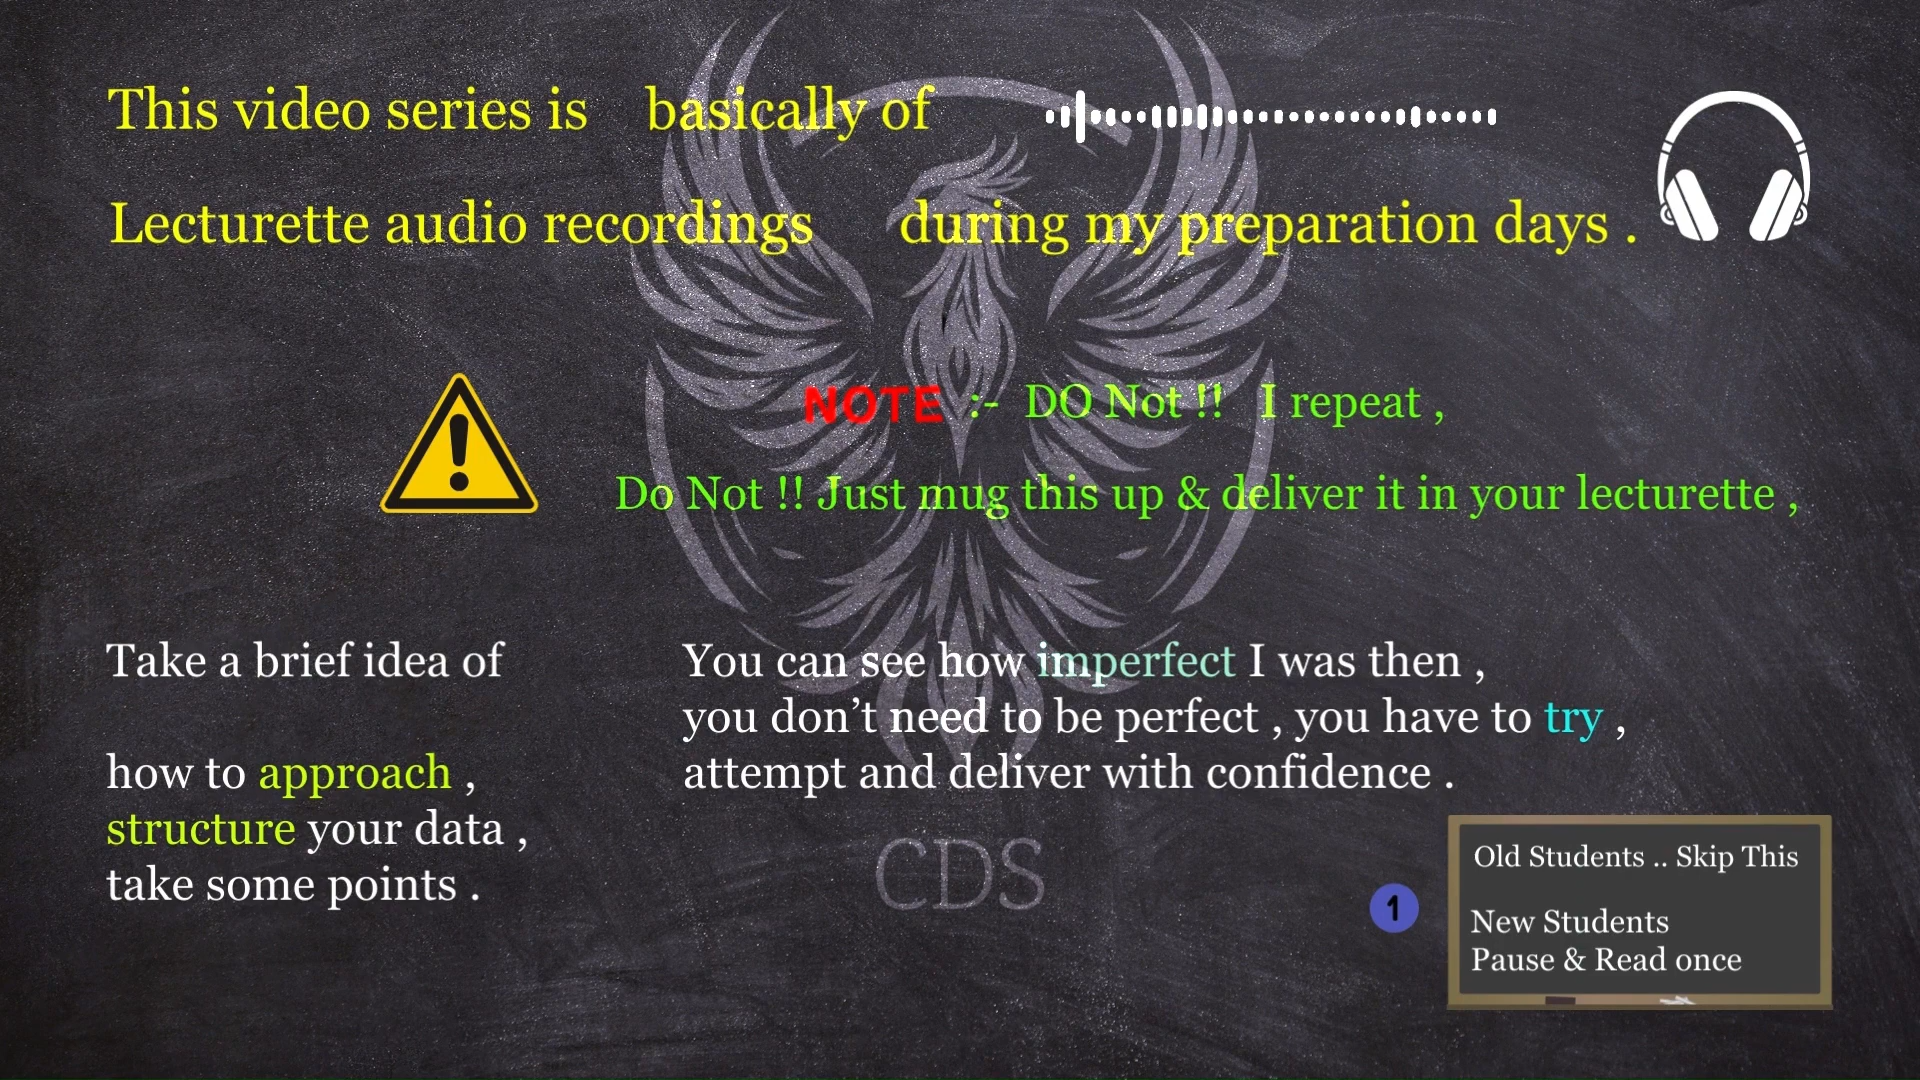 This video series is basically of
Lecturette audio recordings during my preparation days .
NOTE :- DO Not !! I repeat ,
Do Not !! Just mug this up & deliver it in your lecturette ,
Take a brief idea of
how to approach ,
structure your data ,
take some points .
You can see how imperfect I was then ,
you don’t need to be perfect , you have to try ,
attempt and deliver with confidence .
CDS
1
Old Students .. Skip This
New Students
Pause & Read once